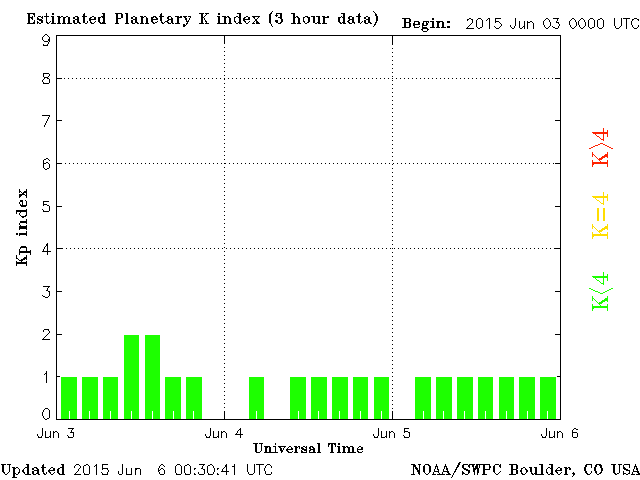 Estimated Planetary K index (3 hour data) Begin: 2015 Jun 03 0000 UTC
9
8
7
6
5
4
3
2
1
0
Kp index
K>4
K=4
K<4
Jun 3 Jun 4 Jun 5 Jun 6
Universal Time
Updated 2015 Jun 6 00:30:41 UTC NOAA/SWPC Boulder, CO USA